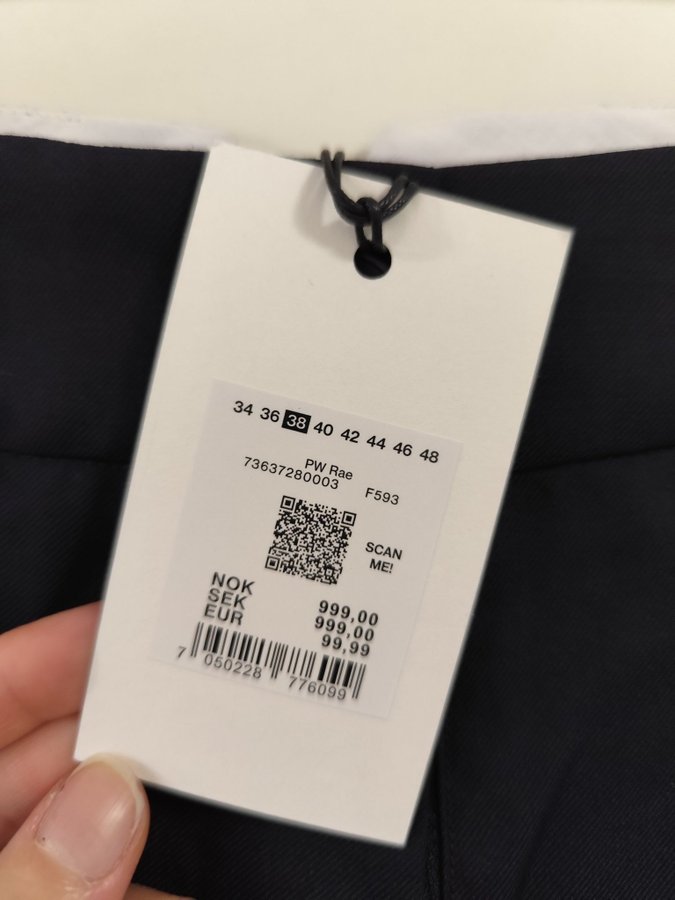 34 36 38 40 42 44 46 48
PW Rae
73637280003 F593
SCAN
ME!
NOK 999,00
SEK 999,00
EUR 99,99
7 050228 776099